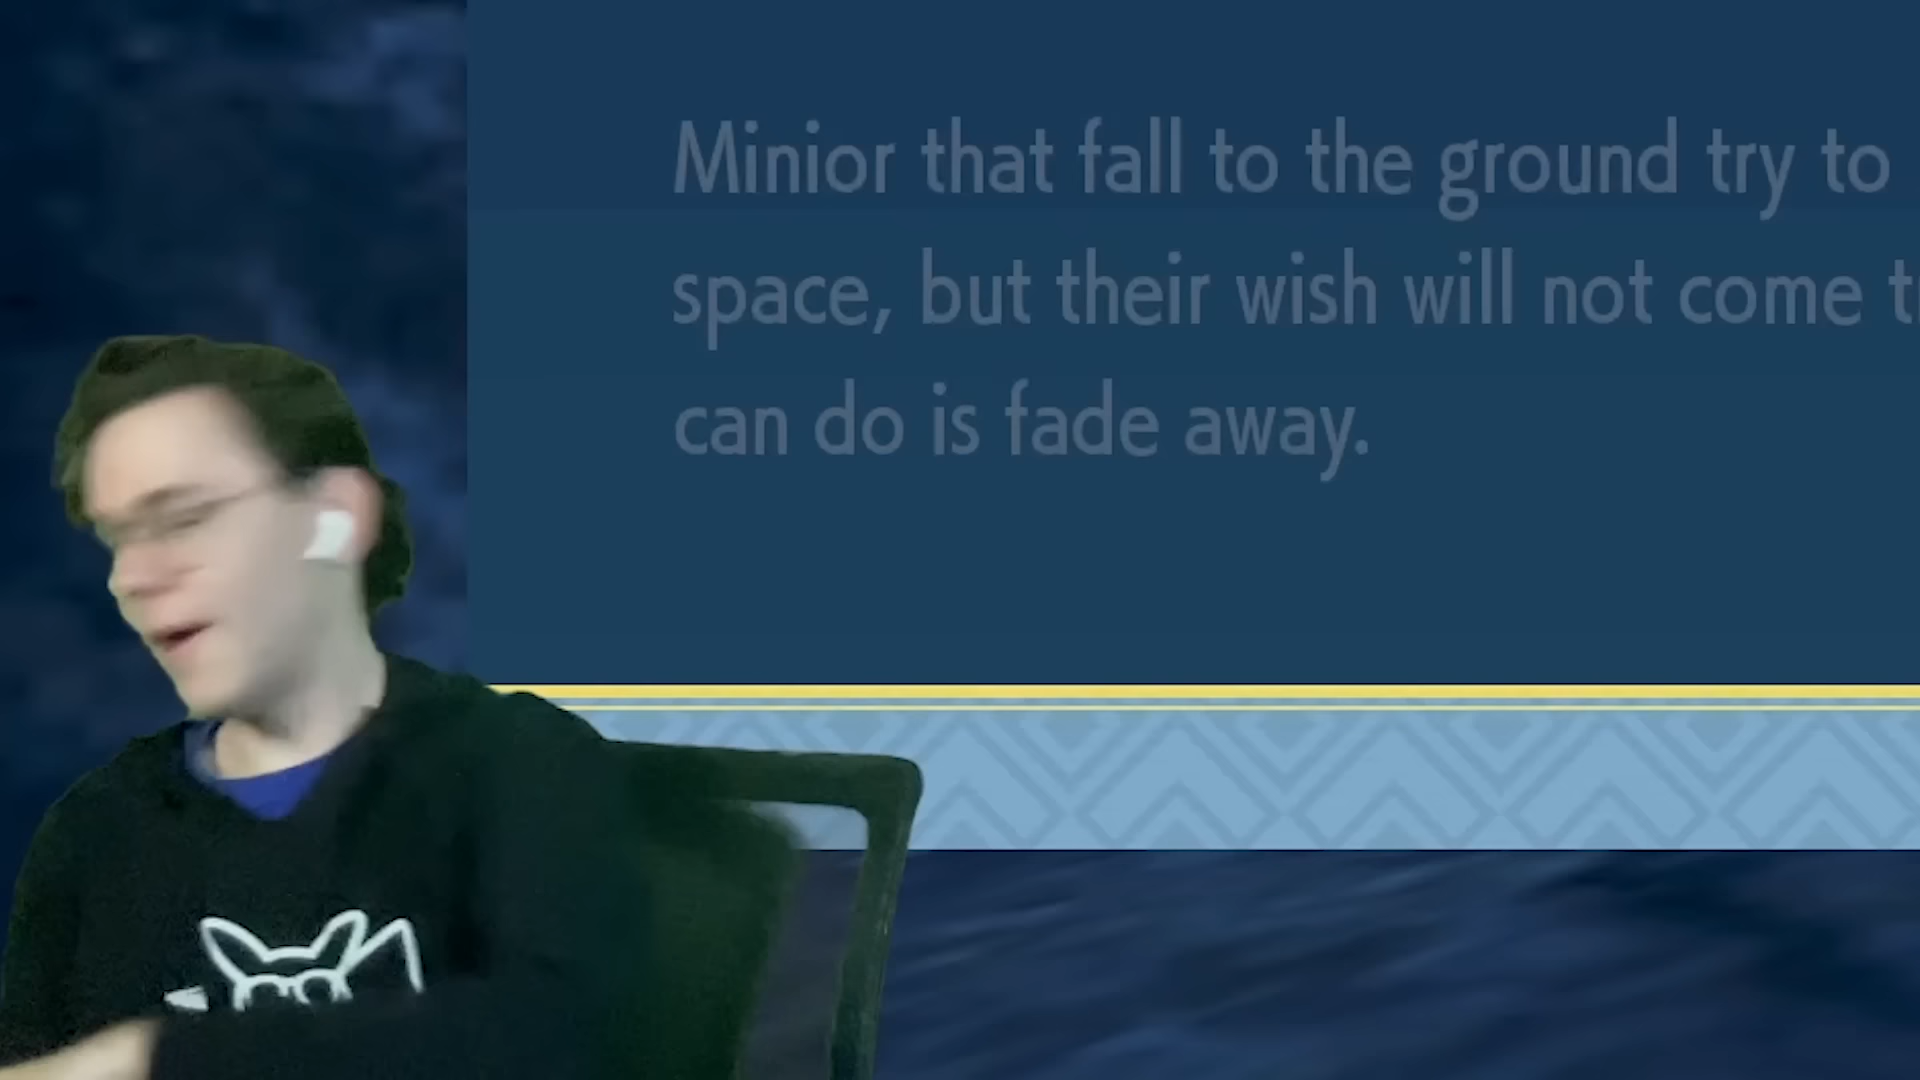 Minior that fall to the ground try to
space, but their wish will not come t
can do is fade away.